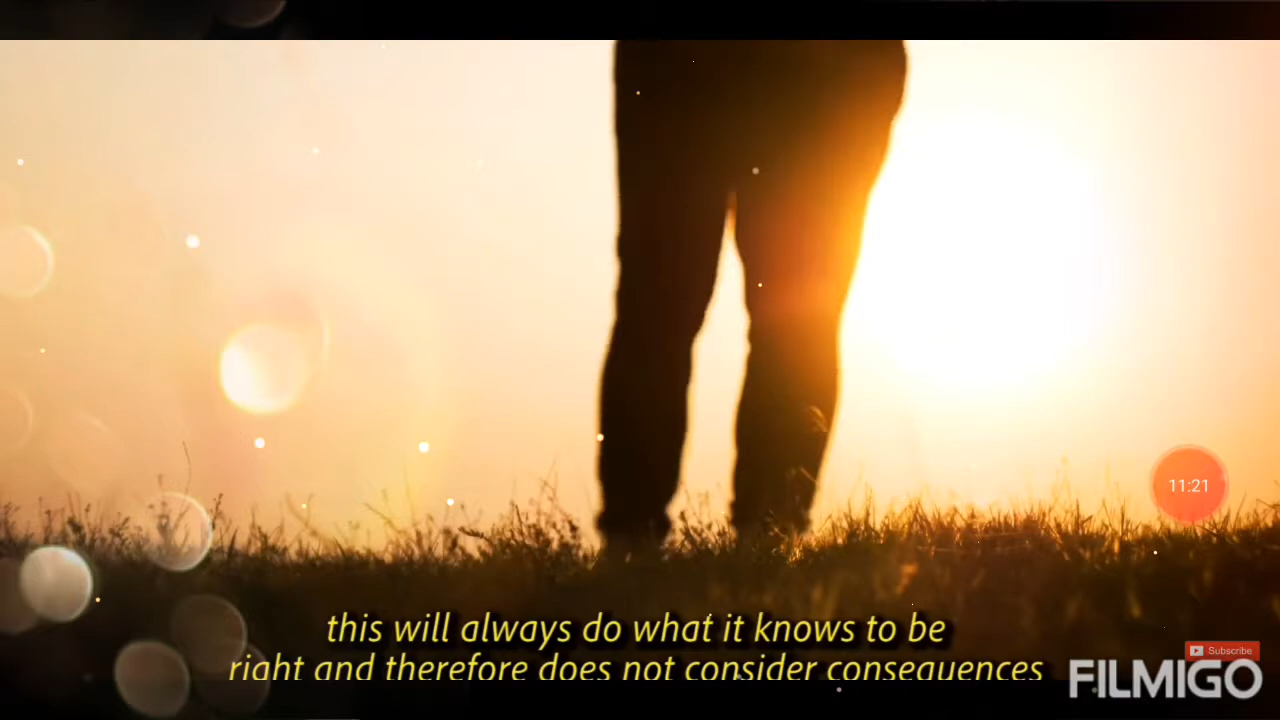 11:21
this will always do what it knows to be
right and therefore does not consider consequences
Subscribe
FILMIGO